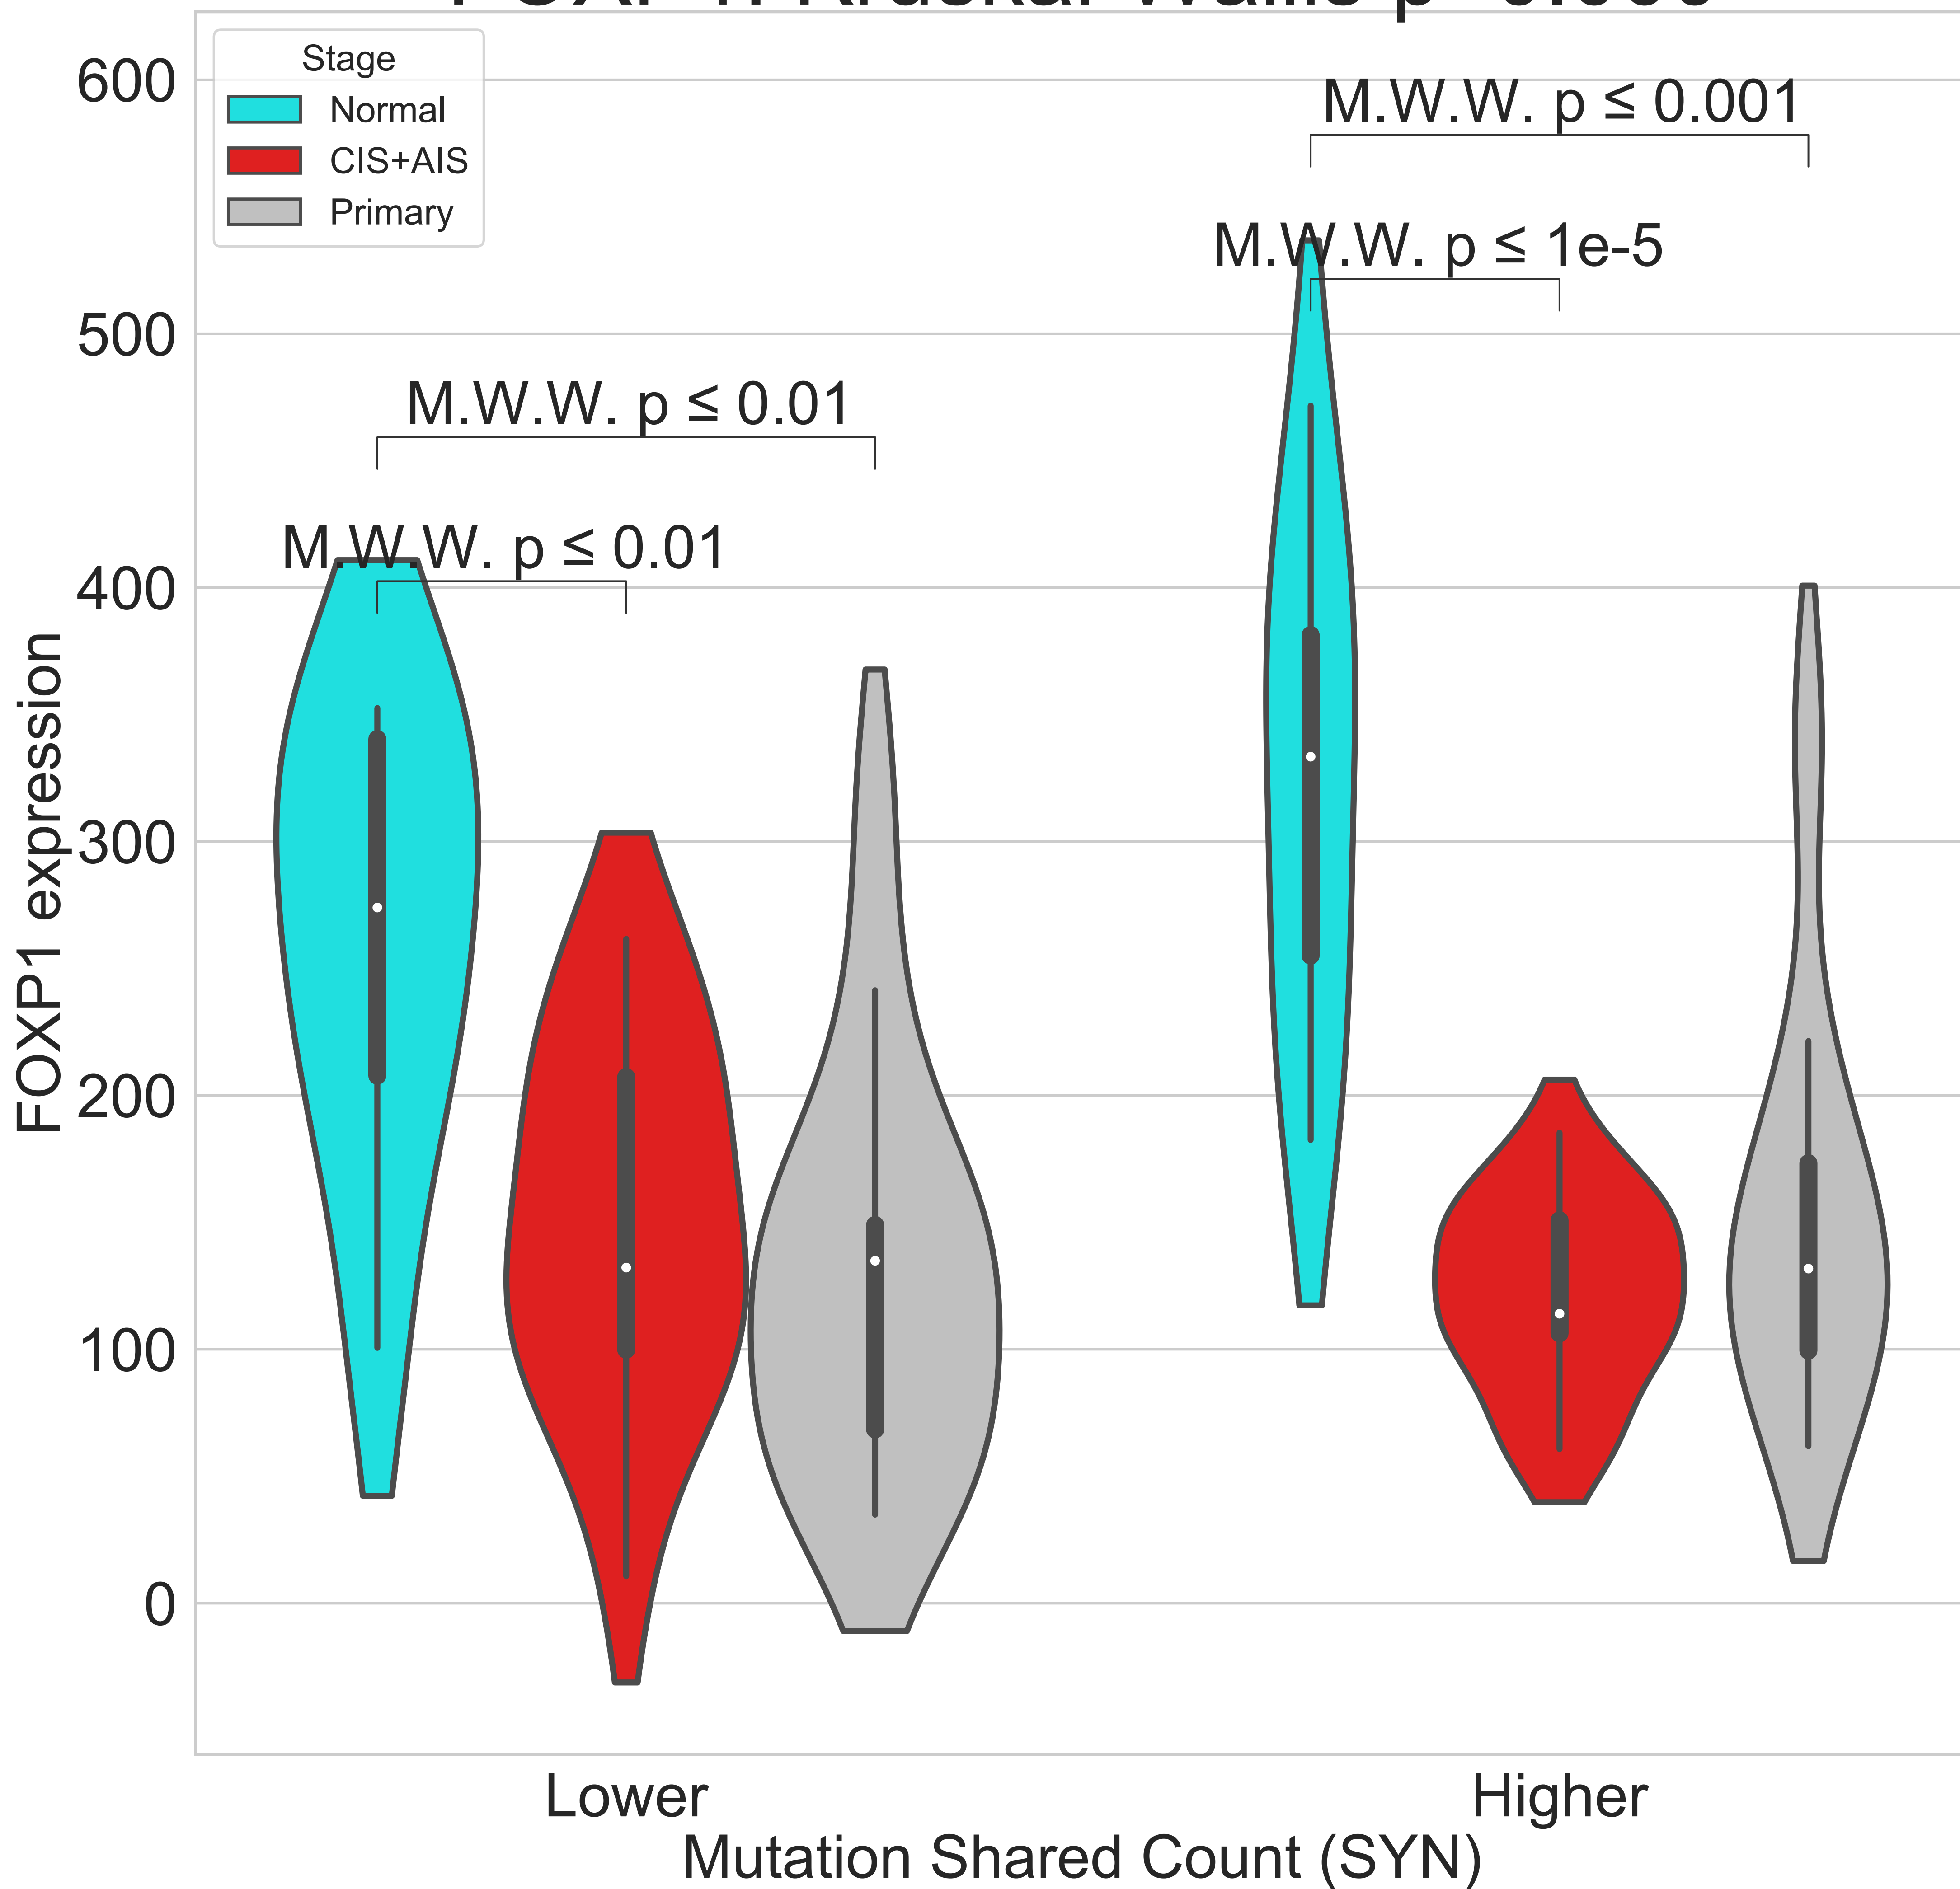 Stage
Normal
CIS+AIS
Primary
600
500
400
300
200
100
0
FOXP1 expression
M.W.W. p ≤ 0.001
M.W.W. p ≤ 1e-5
M.W.W. p ≤ 0.01
M.W.W. p ≤ 0.01
Lower
Higher
Mutation Shared Count (SYN)